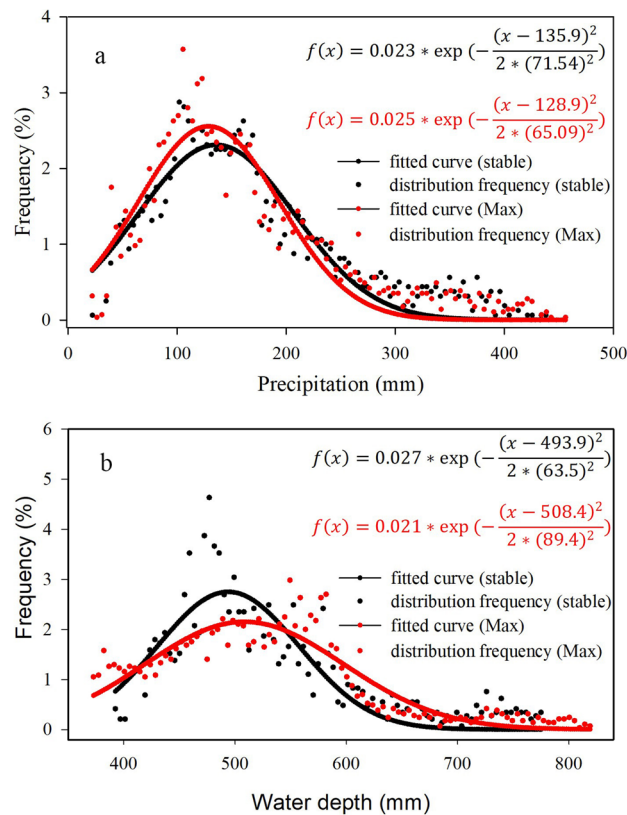 a
f(x) = 0.023 * exp (-(x - 135.9)²/2 * (71.54)²)
f(x) = 0.025 * exp (-(x - 128.9)²/2 * (65.09)²)
fitted curve (stable)
distribution frequency (stable)
fitted curve (Max)
distribution frequency (Max)
Frequency (%)
4
3
2
1
0
0 100 200 300 400 500
Precipitation (mm)
b
f(x) = 0.027 * exp (-(x - 493.9)²/2 * (63.5)²)
f(x) = 0.021 * exp (-(x - 508.4)²/2 * (89.4)²)
fitted curve (stable)
distribution frequency (stable)
fitted curve (Max)
distribution frequency (Max)
Frequency (%)
6
5
4
3
2
1
0
400 500 600 700 800
Water depth (mm)